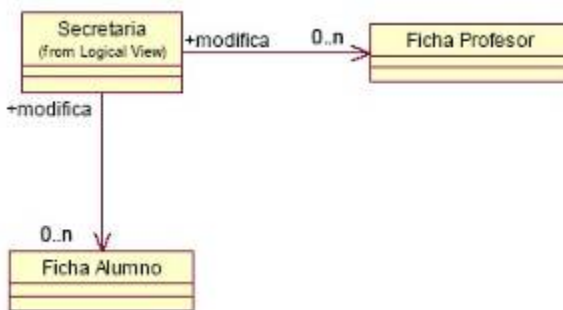 Secretaria
(from Logical View)
+modifica
0..n
Ficha Profesor
+modifica
0..n
Ficha Alumno